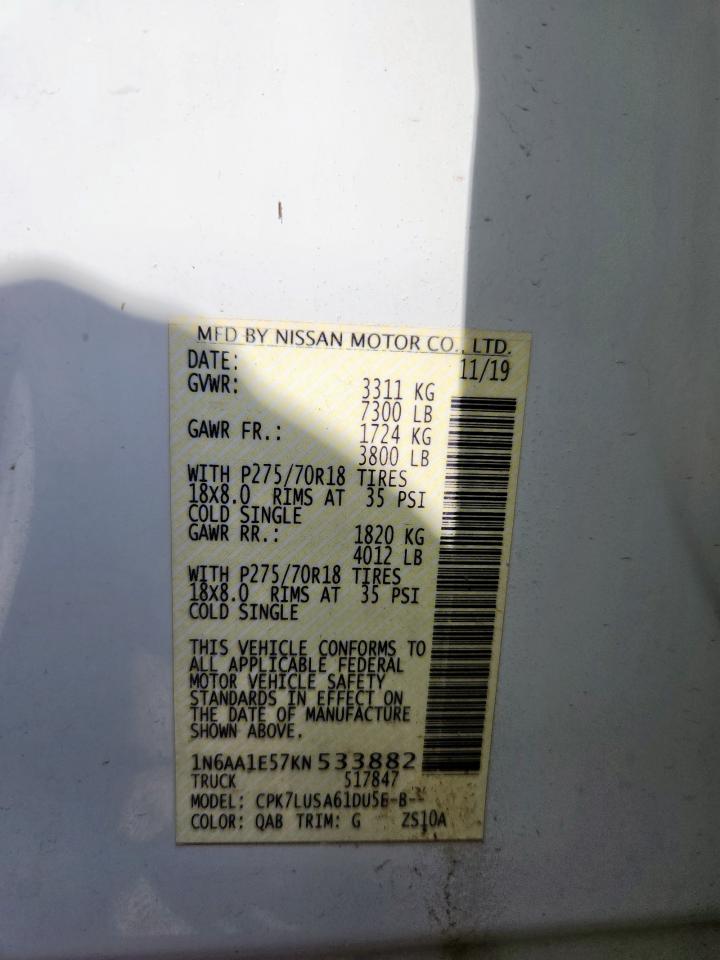 MFD BY NISSAN MOTOR CO., LTD.
DATE: 11/19
GVWR: 3311 KG
7300 LB
GAWR FR.: 1724 KG
3800 LB
WITH P275/70R18 TIRES
18X8.0 RIMS AT 35 PSI
COLD SINGLE
GAWR RR.: 1820 KG
4012 LB
WITH P275/70R18 TIRES
18X8.0 RIMS AT 35 PSI
COLD SINGLE
THIS VEHICLE CONFORMS TO
ALL APPLICABLE FEDERAL
MOTOR VEHICLE SAFETY
STANDARDS IN EFFECT ON
THE DATE OF MANUFACTURE
SHOWN ABOVE.
1N6AA1E57KN533882
TRUCK 517847
MODEL: CPK7LUSA61DU5E-B--
COLOR: QAB TRIM: G ZS10A